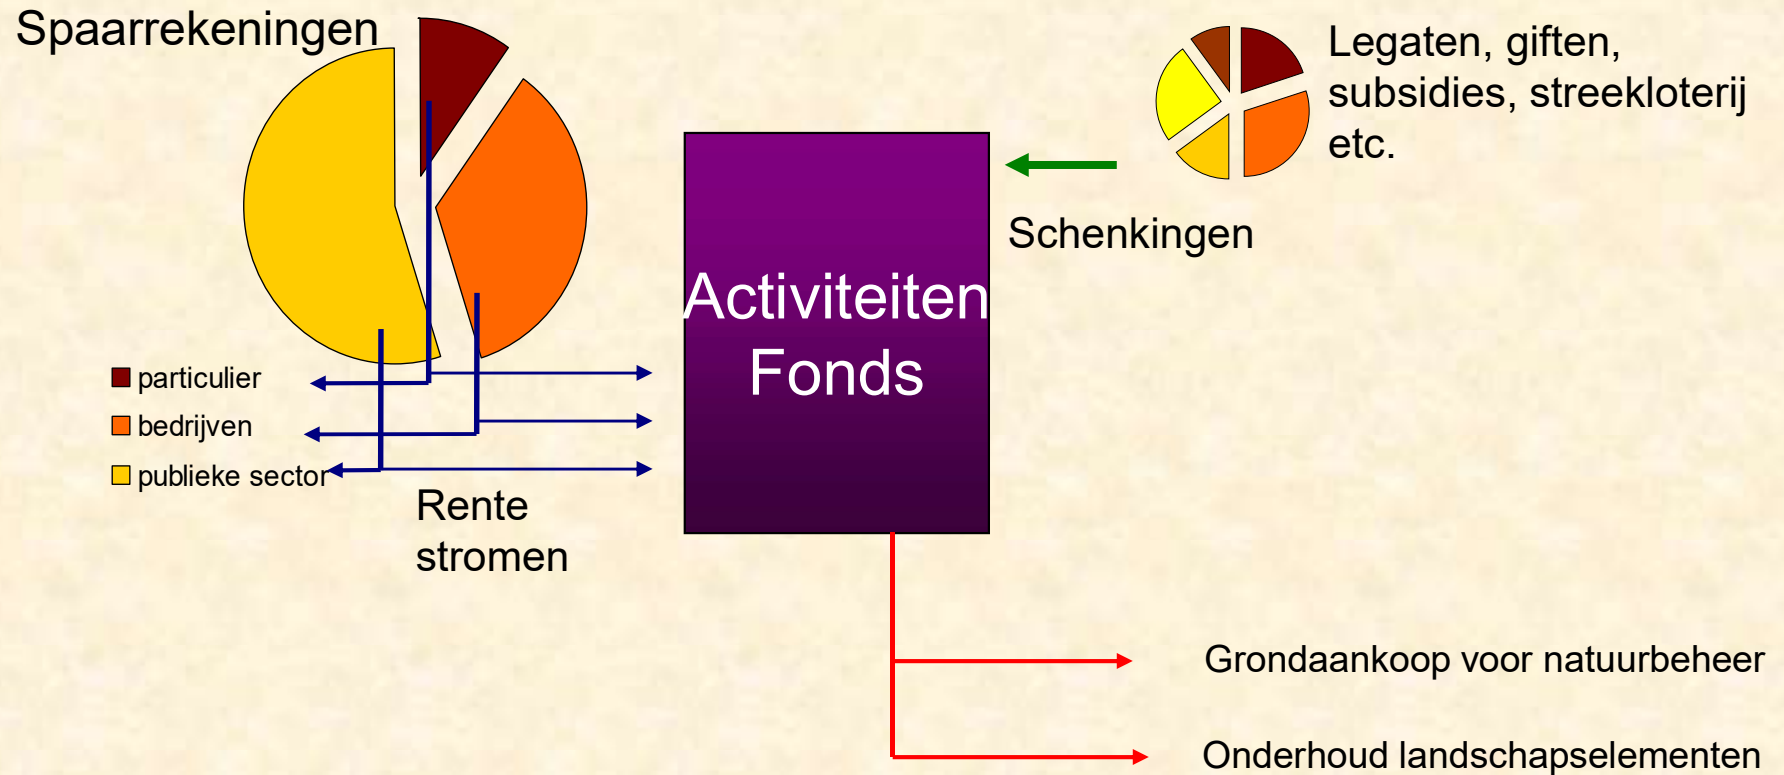 Spaarrekeningen
particulier
bedrijven
publieke sector
Rente
stromen
Activiteiten
Fonds
Legaten, giften,
subsidies, streekloterij
etc.
Schenkingen
Grondaankoop voor natuurbeheer
Onderhoud landschapselementen